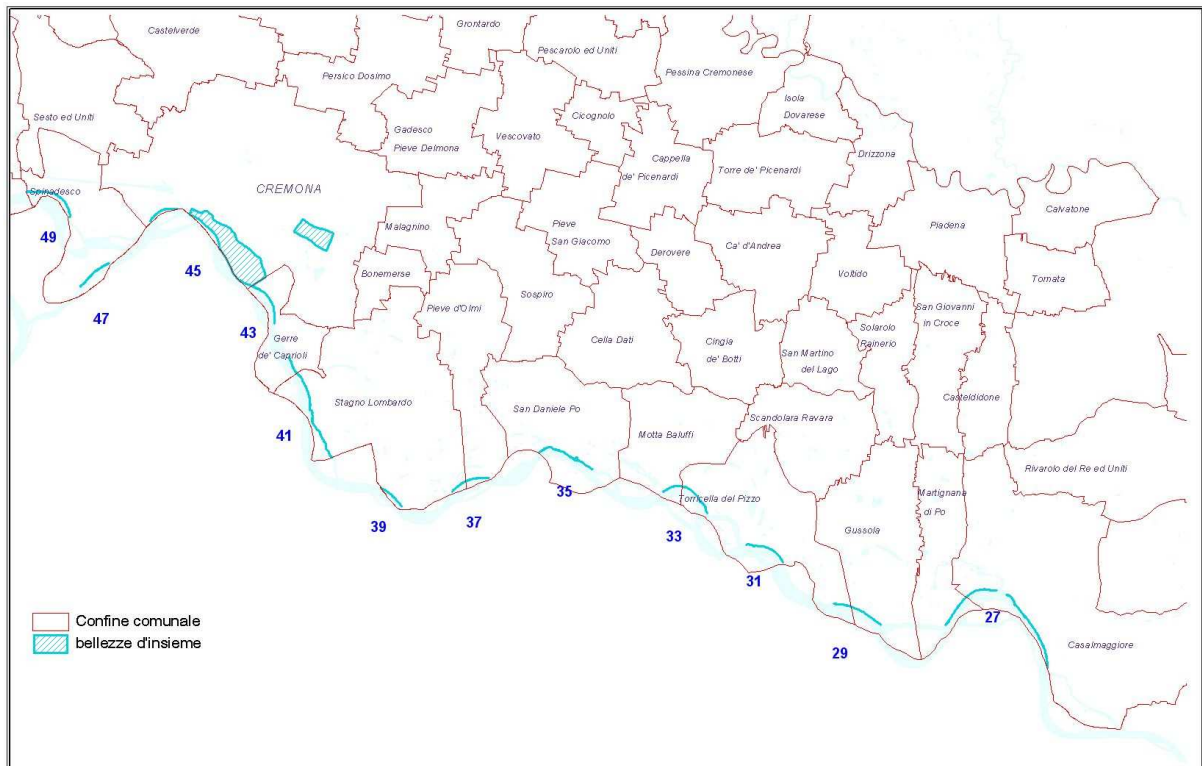 Grontardo
Castelverde
Pescarolo ed Uniti
Persico Dosimo
Pessina Cremonese
Isola
Dovarese
Sesto ed Uniti
Cicognolo
Gadesco
Pieve Delmona
Vescovato
Drizzona
Cappella
de' Picenardi
Torre de' Picenardi
Spinadesco
CREMONA
Calvatone
Malagnino
Pieve
San Giacomo
Piadena
49
Derovere
Ca' d'Andrea
45
Bonemerse
Voltido
Tornata
47
Sospiro
Pieve d'Olmi
San Giovanni
in Croce
43
Gerre
de' Caprioli
Cella Dati
Cingia
de' Botti
Solarolo
Rainerio
San Martino
del Lago
Casteldidone
Stagno Lombardo
San Daniele Po
Scandolara Ravara
41
Motta Baluffi
Rivarolo del Re ed Uniti
35
Torricella del Pizzo
Martignana
di Po
39
37
33
Gussola
31
27
Confine comunale
bellezze d'insieme
29
Casalmaggiore